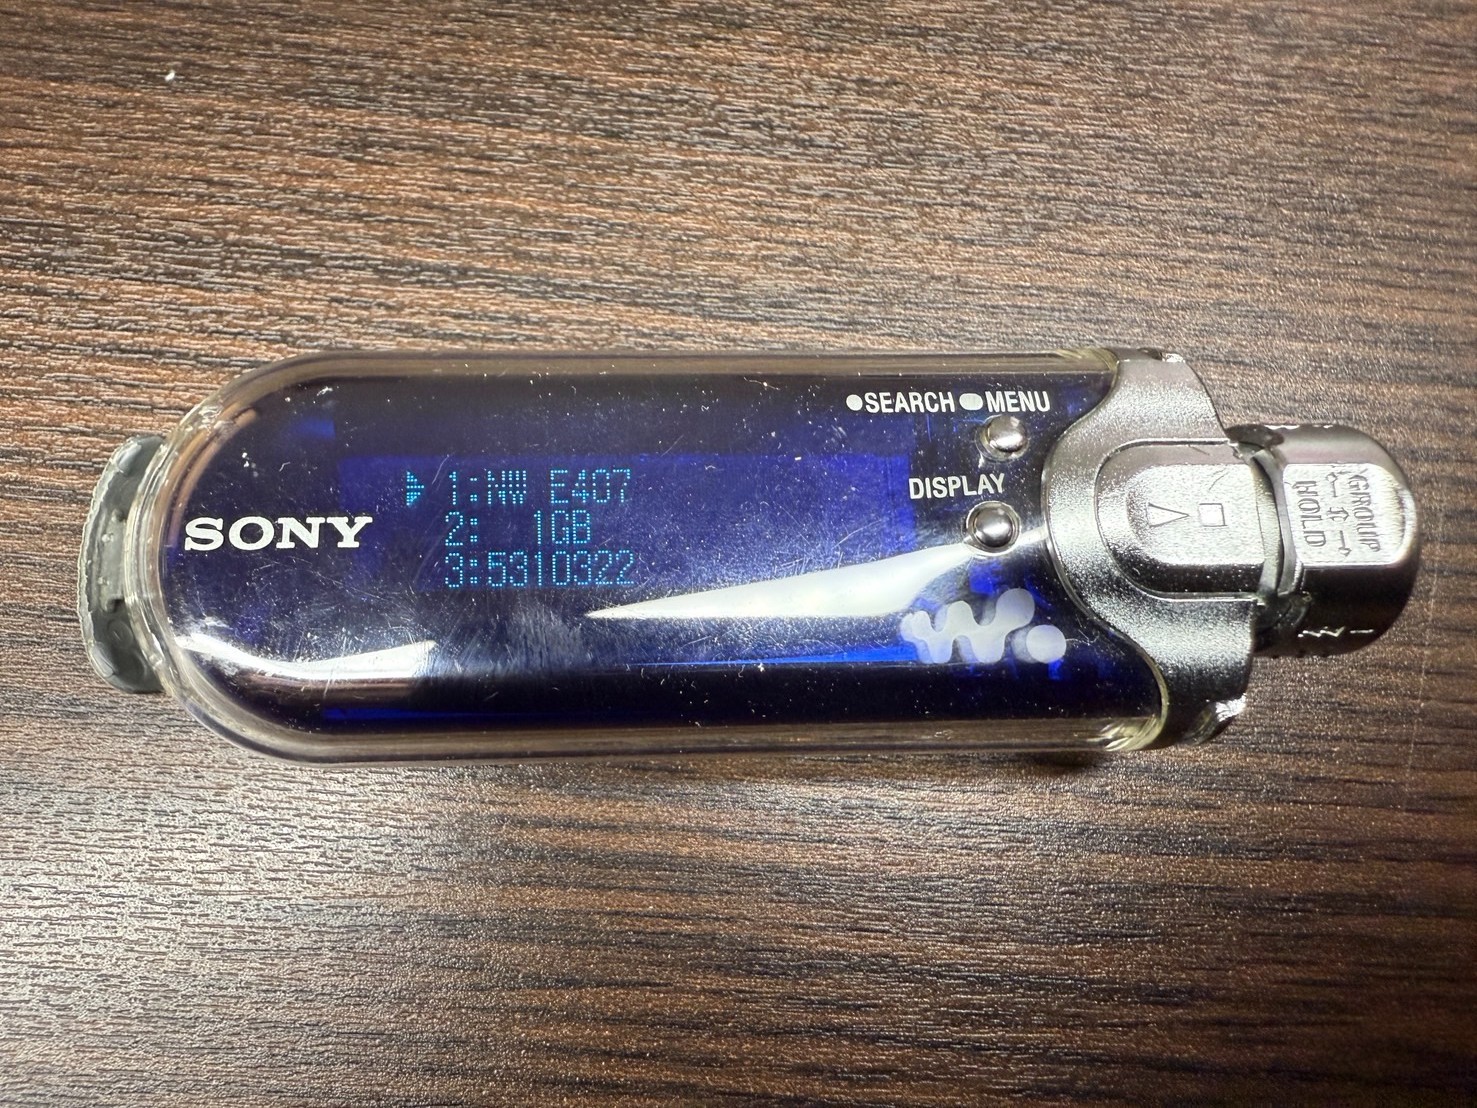 ●SEARCH ●MENU
DISPLAY
SONY
1:NW E407
2: 1GB
3:5310322
GROUP
HOLD